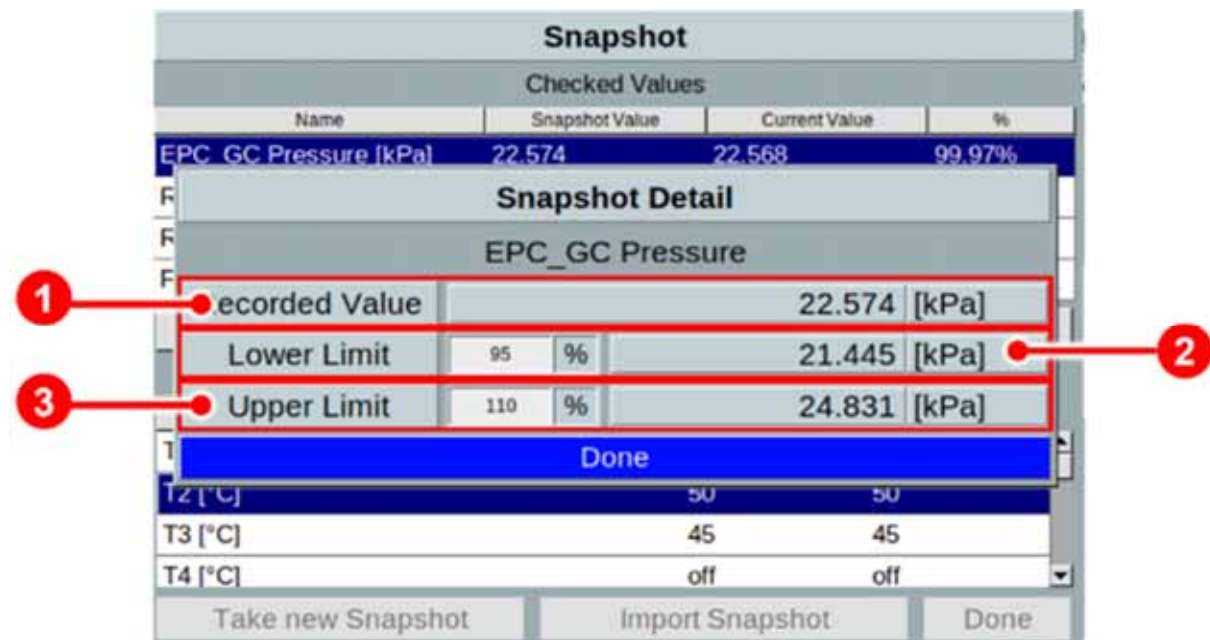 Snapshot
Checked Values
Name Snapshot Value Current Value %
EPC_GC Pressure [kPa] 22.574 22.568 99.97%
Snapshot Detail
EPC_GC Pressure
1 ecorded Value 22.574 [kPa]
Lower Limit 95 % 21.445 [kPa] 2
3 Upper Limit 110 % 24.831 [kPa]
Done
T2 [°C] 50 50
T3 [°C] 45 45
T4 [°C] off off
Take new Snapshot Import Snapshot Done